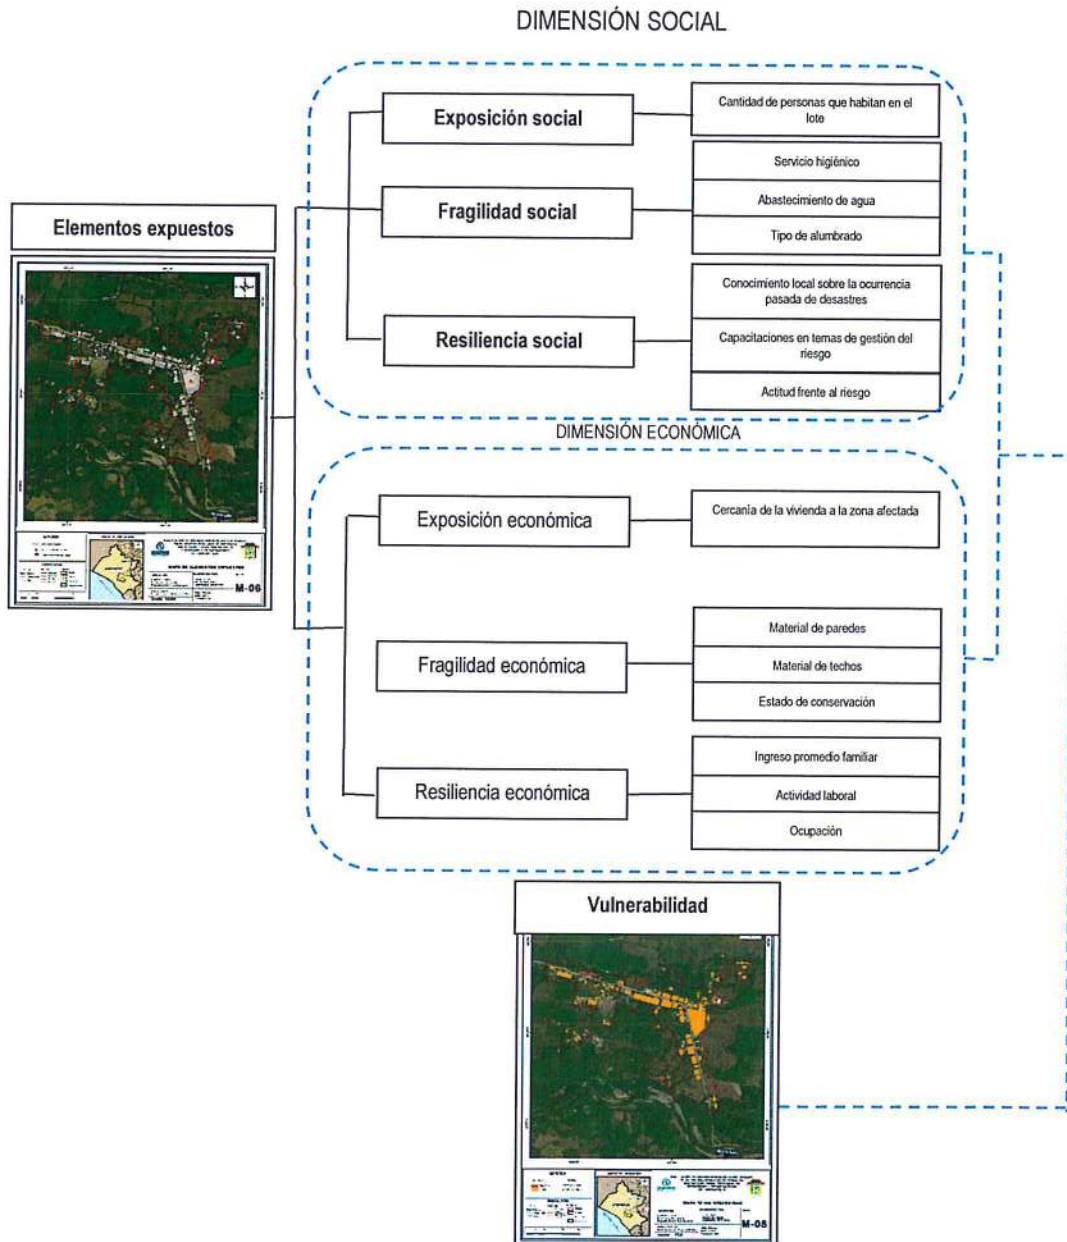 DIMENSIÓN SOCIAL
Exposición social
Cantidad de personas que habitan en el
lote
Servicio higiénico
Fragilidad social
Abastecimiento de agua
Tipo de alumbrado
Elementos expuestos
Conocimiento local sobre la ocurrencia
pasada de desastres
Resiliencia social
Capacitaciones en temas de gestión del
riesgo
Actitud frente al riesgo
DIMENSIÓN ECONÓMICA
Exposición económica
Cercanía de la vivienda a la zona afectada
MAPA DE ELEMENTOS EXPUESTOS
M-06
Material de paredes
Fragilidad económica
Material de techos
Estado de conservación
Ingreso promedio familiar
Resiliencia económica
Actividad laboral
Ocupación
Vulnerabilidad
M-08